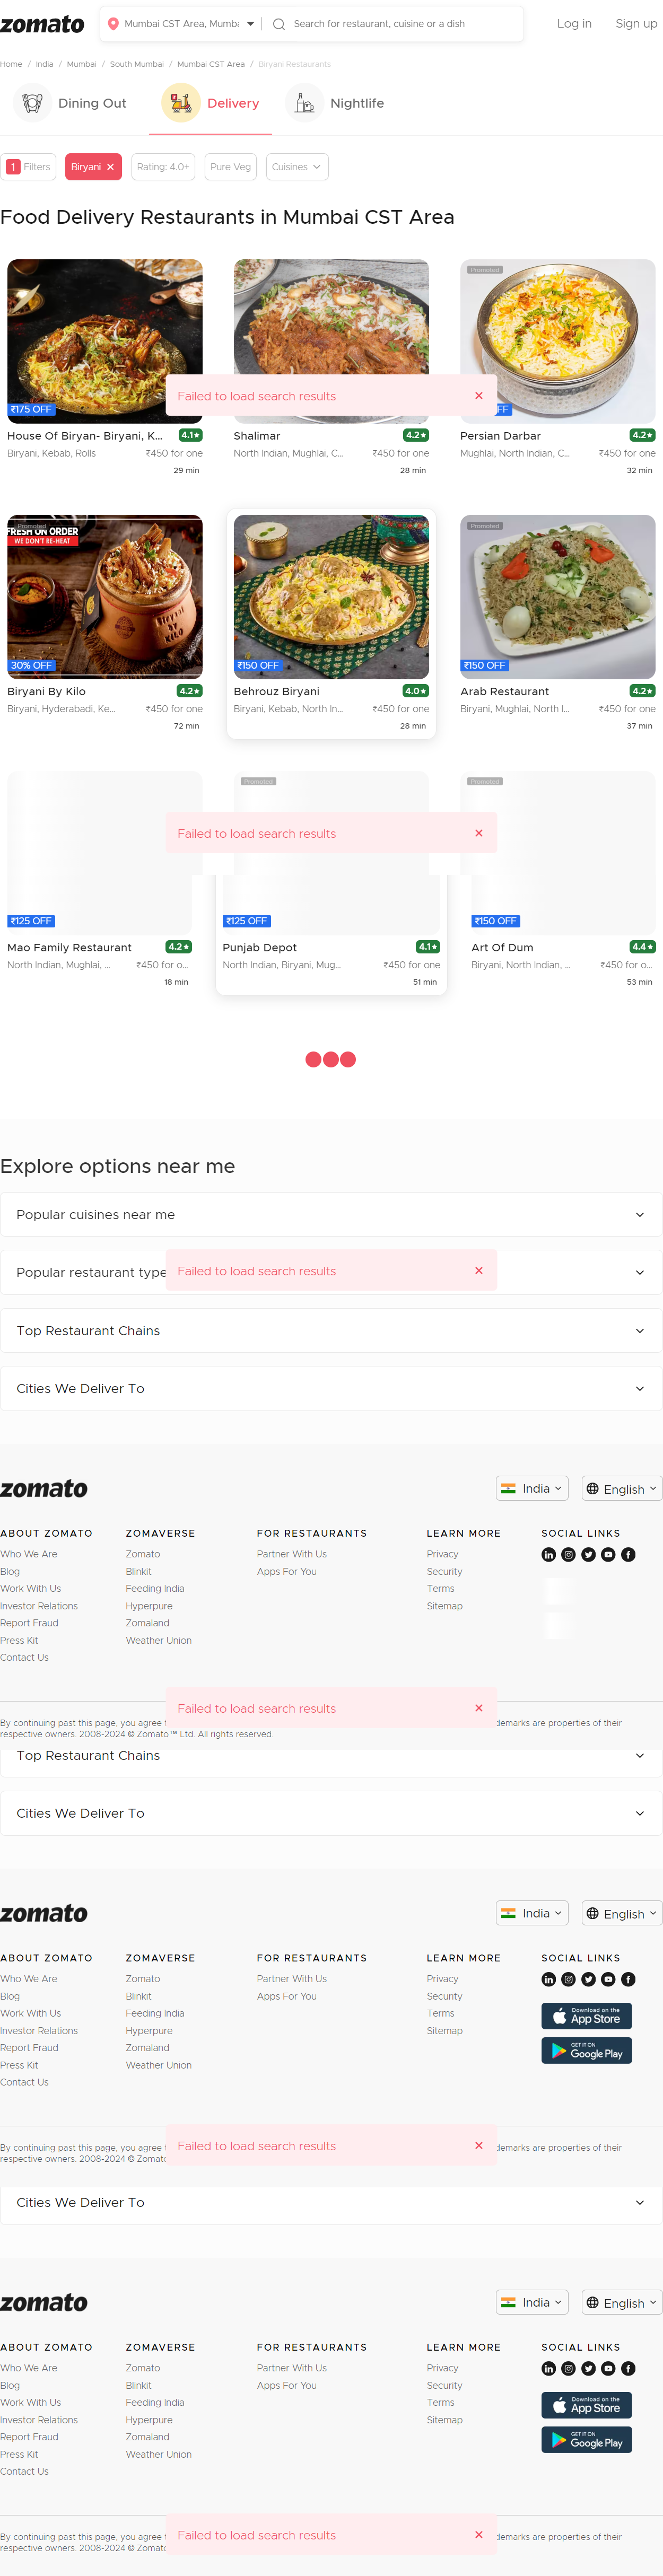 zomato
Mumbai CST Area, Mumb
Search for restaurant, cuisine or a dish
Log in
Sign up
Home / India / Mumbai / South Mumbai / Mumbai CST Area / Biryani Restaurants
Dining Out
Delivery
Nightlife
1 Filters
Biryani
Rating: 4.0+
Pure Veg
Cuisines
Food Delivery Restaurants in Mumbai CST Area
Promoted
Failed to load search results
₹175 OFF
FF
House Of Biryan- Biryani, K...
4.1
Shalimar
4.2
Persian Darbar
4.2
Biryani, Kebab, Rolls
₹450 for one
North Indian, Mughlai, C...
₹450 for one
Mughlai, North Indian, C...
₹450 for one
29 min
28 min
32 min
Promoted
Promoted
FRESH ON ORDER
WE DON'T RE-HEAT
BIRYANI
BY
KILO
30% OFF
₹150 OFF
₹150 OFF
Biryani By Kilo
4.2
Behrouz Biryani
4.0
Arab Restaurant
4.2
Biryani, Hyderabadi, Ke...
₹450 for one
Biryani, Kebab, North In...
₹450 for one
Biryani, Mughlai, North I...
₹450 for one
72 min
28 min
37 min
Promoted
Promoted
Failed to load search results
₹125 OFF
₹125 OFF
₹150 OFF
Mao Family Restaurant
4.2
Punjab Depot
4.1
Art Of Dum
4.4
North Indian, Mughlai, ...
₹450 for o...
North Indian, Biryani, Mug...
₹450 for one
Biryani, North Indian, ...
₹450 for o...
18 min
51 min
53 min
Explore options near me
Popular cuisines near me
Popular restaurant type
Failed to load search results
Top Restaurant Chains
Cities We Deliver To
zomato
India
English
ABOUT ZOMATO
Who We Are
Blog
Work With Us
Investor Relations
Report Fraud
Press Kit
Contact Us
ZOMAVERSE
Zomato
Blinkit
Feeding India
Hyperpure
Zomaland
Weather Union
FOR RESTAURANTS
Partner With Us
Apps For You
LEARN MORE
Privacy
Security
Terms
Sitemap
SOCIAL LINKS
Failed to load search results
By continuing past this page, you agree demarks are properties of their
respective owners. 2008-2024 © Zomato™ Ltd. All rights reserved.
Top Restaurant Chains
Cities We Deliver To
zomato
India
English
ABOUT ZOMATO
Who We Are
Blog
Work With Us
Investor Relations
Report Fraud
Press Kit
Contact Us
ZOMAVERSE
Zomato
Blinkit
Feeding India
Hyperpure
Zomaland
Weather Union
FOR RESTAURANTS
Partner With Us
Apps For You
LEARN MORE
Privacy
Security
Terms
Sitemap
SOCIAL LINKS
Download on the
App Store
GET IT ON
Google Play
Failed to load search results
By continuing past this page, you agree demarks are properties of their
respective owners. 2008-2024 © Zomato
Cities We Deliver To
zomato
India
English
ABOUT ZOMATO
Who We Are
Blog
Work With Us
Investor Relations
Report Fraud
Press Kit
Contact Us
ZOMAVERSE
Zomato
Blinkit
Feeding India
Hyperpure
Zomaland
Weather Union
FOR RESTAURANTS
Partner With Us
Apps For You
LEARN MORE
Privacy
Security
Terms
Sitemap
SOCIAL LINKS
Download on the
App Store
GET IT ON
Google Play
Failed to load search results
By continuing past this page, you agree demarks are properties of their
respective owners. 2008-2024 © Zomato